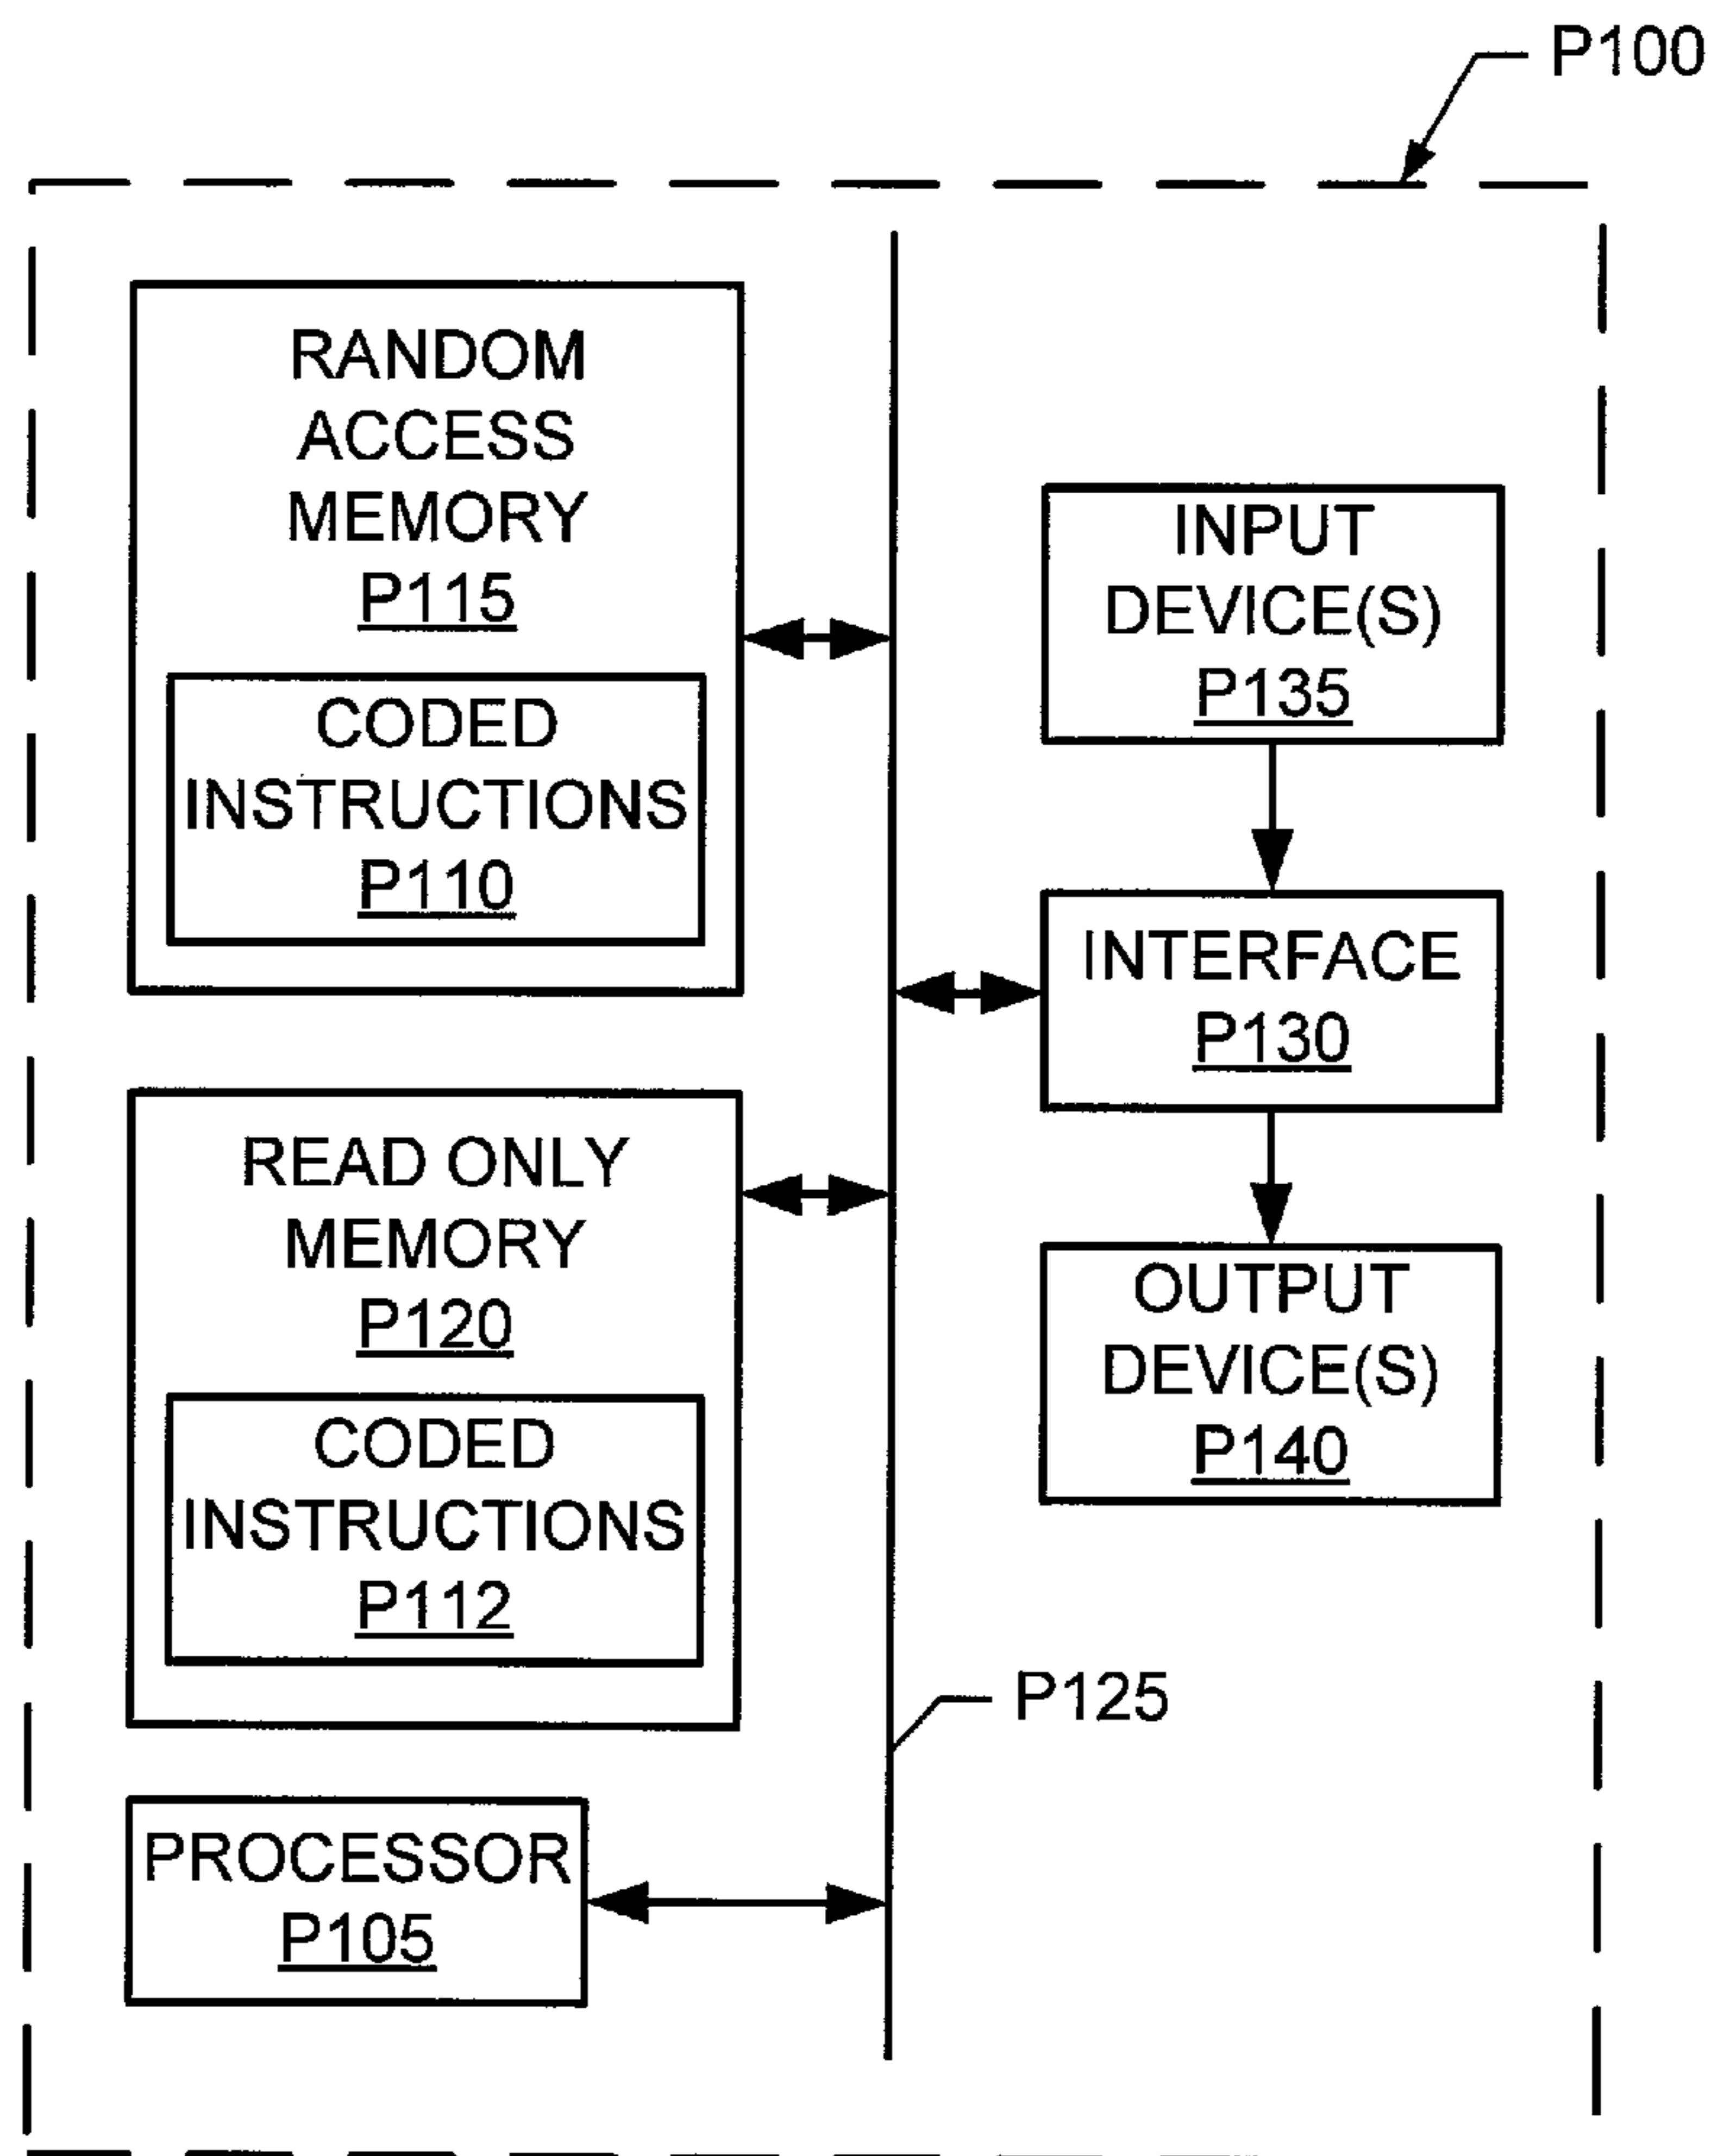 P100
RANDOM
ACCESS
MEMORY
P115
CODED
INSTRUCTIONS
P110
READ ONLY
MEMORY
P120
CODED
INSTRUCTIONS
P112
PROCESSOR
P105
INPUT
DEVICE(S)
P135
INTERFACE
P130
OUTPUT
DEVICE(S)
P140
P125